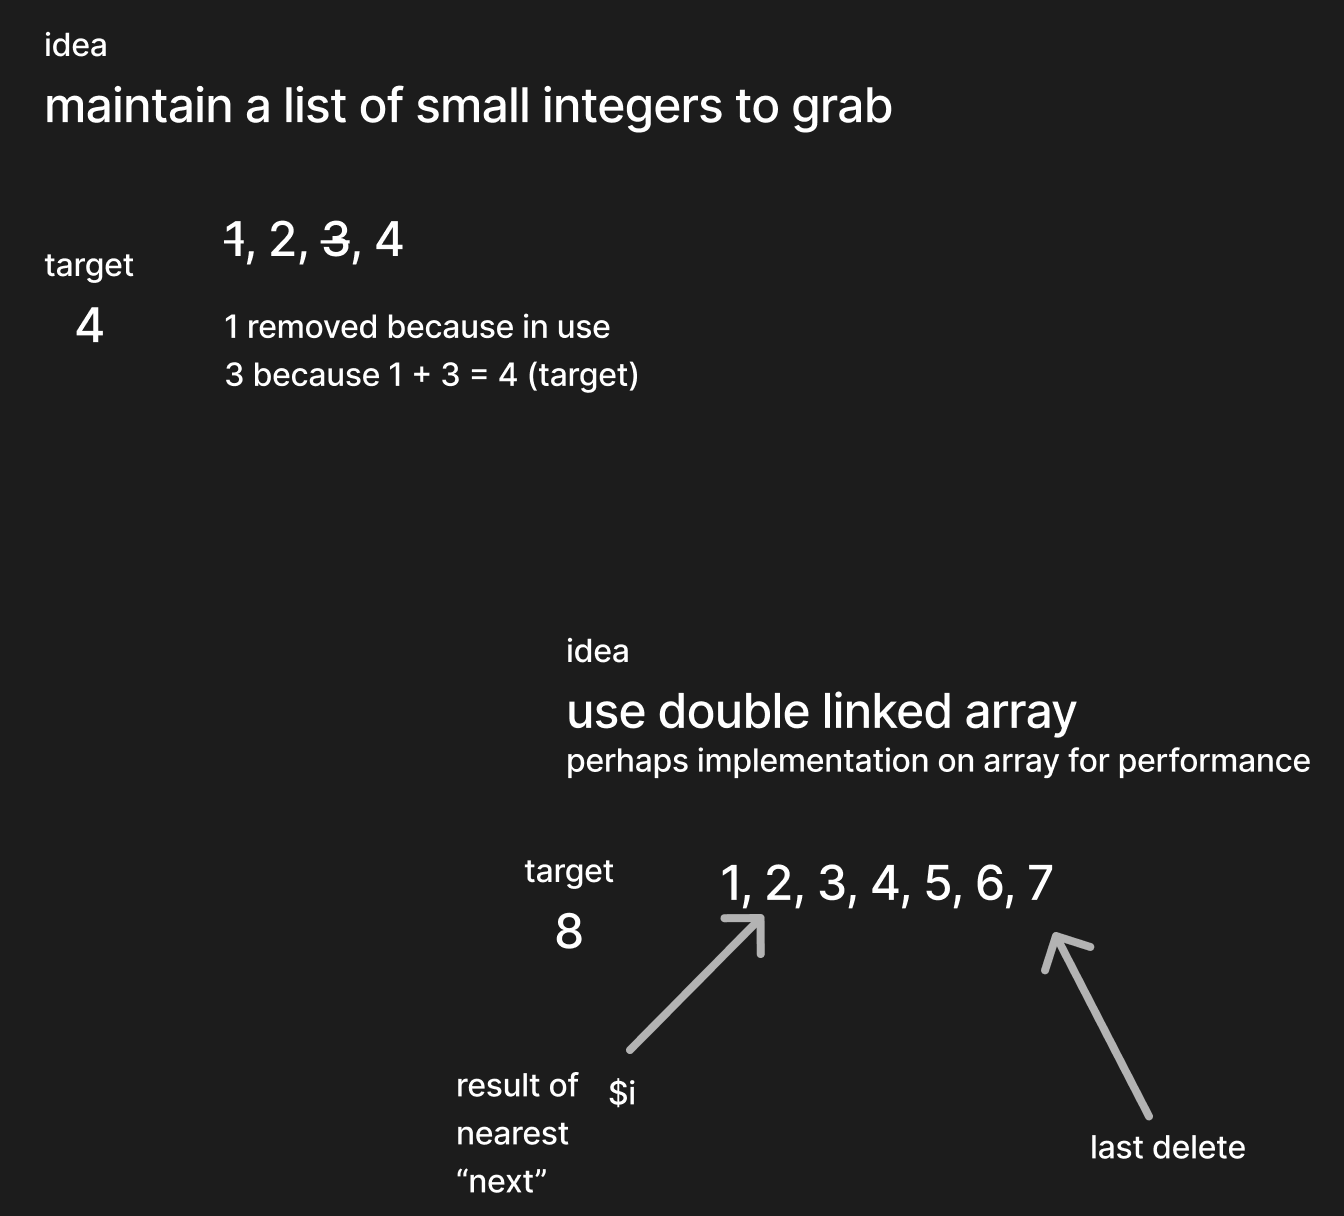 idea
maintain a list of small integers to grab
1, 2, 3, 4
target
4
1 removed because in use
3 because 1 + 3 = 4 (target)
idea
use double linked array
perhaps implementation on array for performance
target
8
1, 2, 3, 4, 5, 6, 7
result of
nearest
“next”
$i
last delete